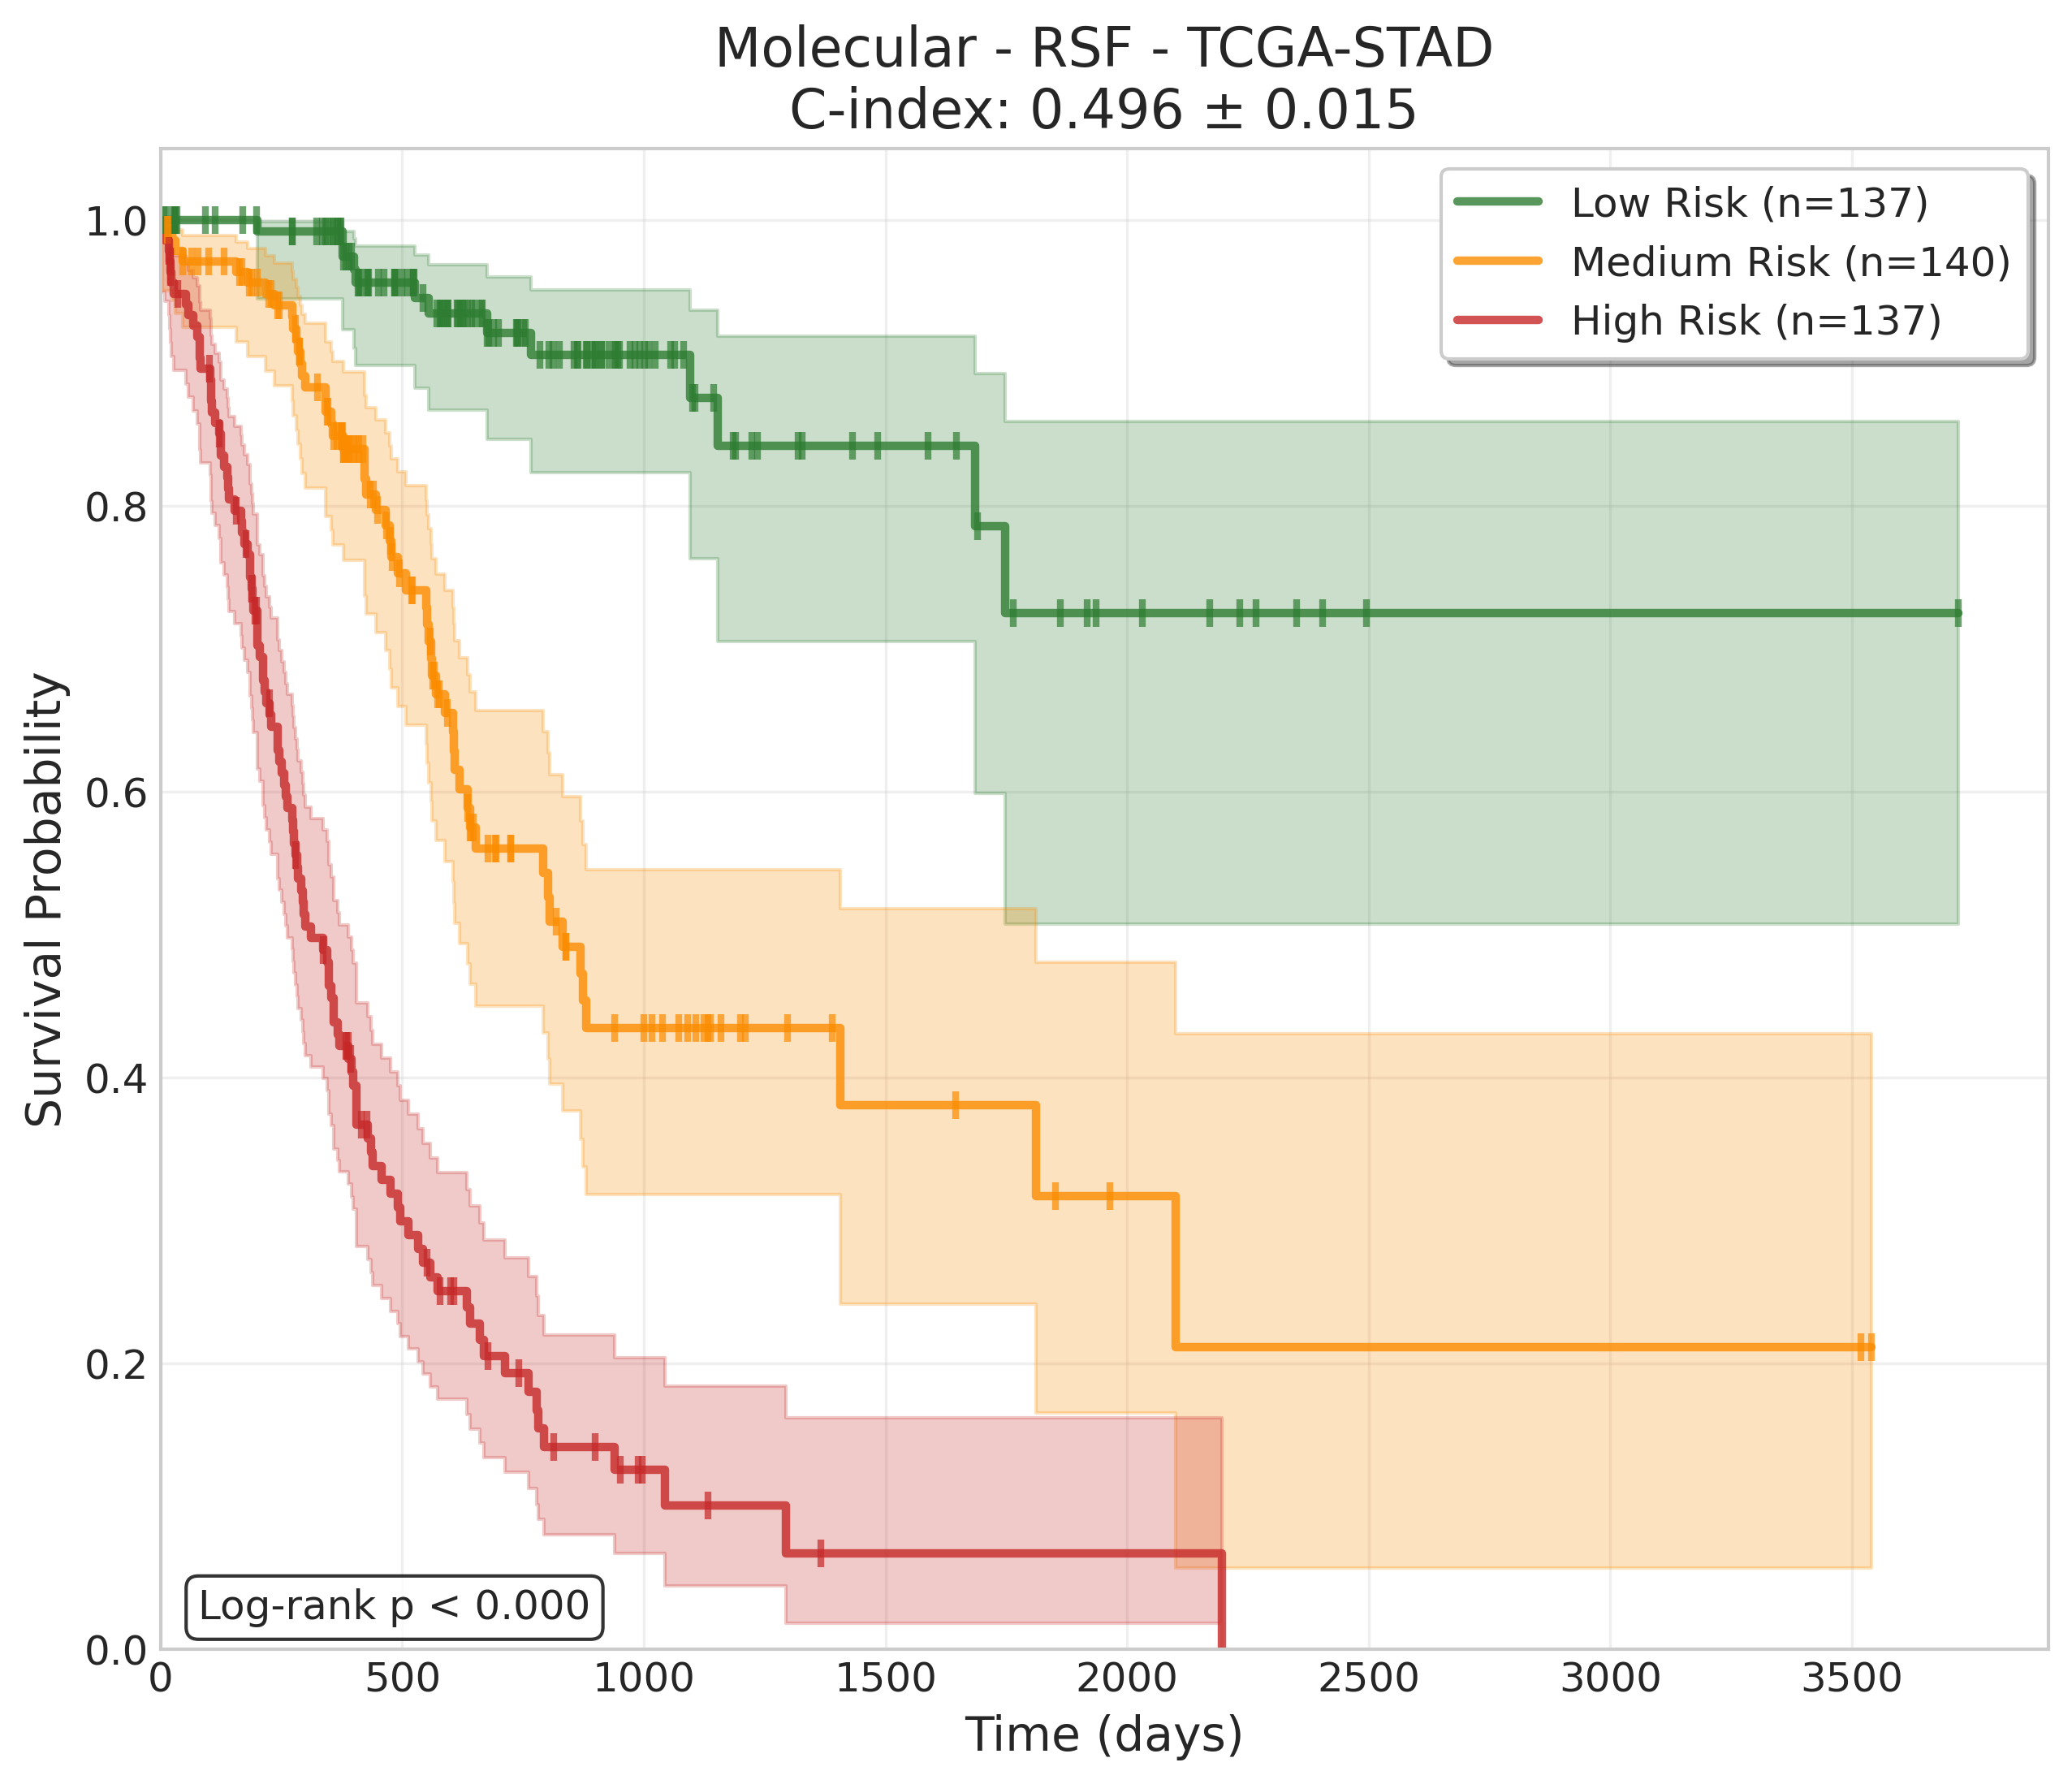 Molecular - RSF - TCGA-STAD
C-index: 0.496 ± 0.015
Low Risk (n=137)
Medium Risk (n=140)
High Risk (n=137)
Survival Probability
1.0
0.8
0.6
0.4
0.2
0.0
Log-rank p < 0.000
0 500 1000 1500 2000 2500 3000 3500
Time (days)